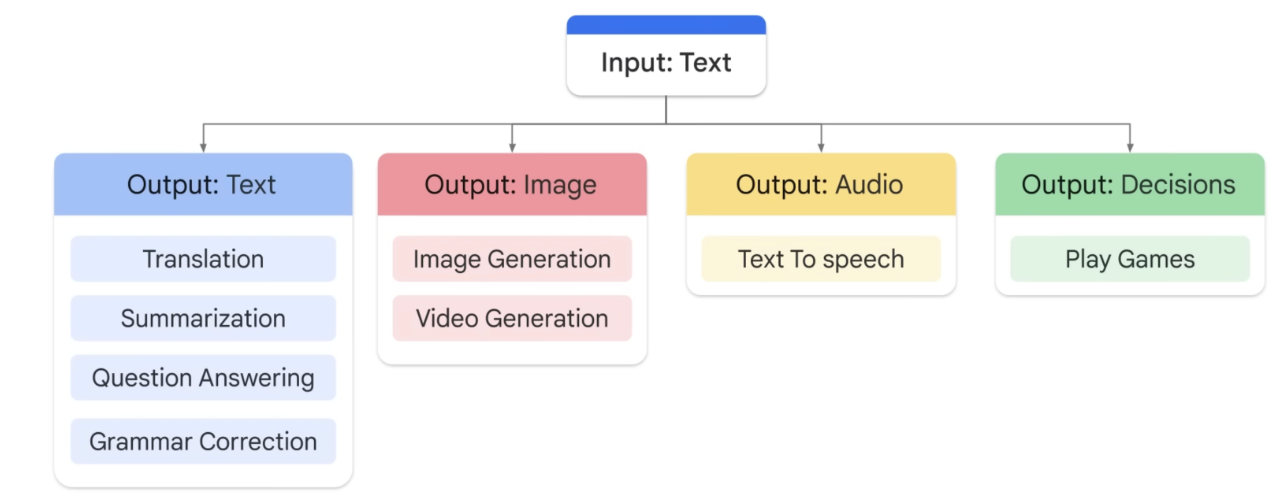 Input: Text
Output: Text
Translation
Summarization
Question Answering
Grammar Correction
Output: Image
Image Generation
Video Generation
Output: Audio
Text To speech
Output: Decisions
Play Games